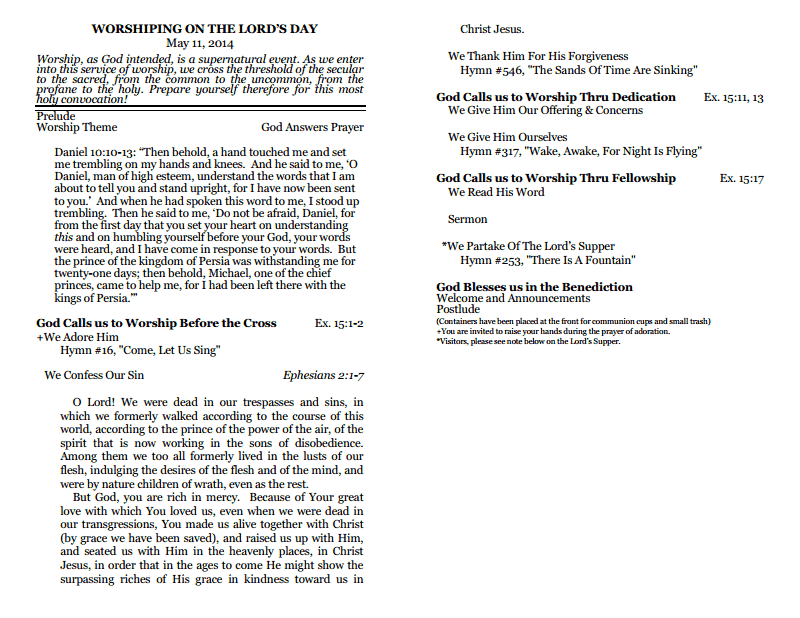 WORSHIPING ON THE LORD'S DAY
May 11, 2014
Worship, as God intended, is a supernatural event. As we enter
into this service of worship, we cross the threshold of the secular
to the sacred, from the common to the uncommon, from the
profane to the holy. Prepare yourself therefore for this most
holy convocation!
Prelude
Worship Theme God Answers Prayer
Daniel 10:10-13: “Then behold, a hand touched me and set
me trembling on my hands and knees. And he said to me, ‘O
Daniel, man of high esteem, understand the words that I am
about to tell you and stand upright, for I have now been sent
to you.’ And when he had spoken this word to me, I stood up
trembling. Then he said to me, ‘Do not be afraid, Daniel, for
from the first day that you set your heart on understanding
this and on humbling yourself before your God, your words
were heard, and I have come in response to your words. But
the prince of the kingdom of Persia was withstanding me for
twenty-one days; then behold, Michael, one of the chief
princes, came to help me, for I had been left there with the
kings of Persia.’”
God Calls us to Worship Before the Cross Ex. 15:1-2
+We Adore Him
Hymn #16, "Come, Let Us Sing"
We Confess Our Sin Ephesians 2:1-7
O Lord! We were dead in our trespasses and sins, in
which we formerly walked according to the course of this
world, according to the prince of the power of the air, of the
spirit that is now working in the sons of disobedience.
Among them we too all formerly lived in the lusts of our
flesh, indulging the desires of the flesh and of the mind, and
were by nature children of wrath, even as the rest.
But God, you are rich in mercy. Because of Your great
love with which You loved us, even when we were dead in
our transgressions, You made us alive together with Christ
(by grace we have been saved), and raised us up with Him,
and seated us with Him in the heavenly places, in Christ
Jesus, in order that in the ages to come He might show the
surpassing riches of His grace in kindness toward us in
Christ Jesus.
We Thank Him For His Forgiveness
Hymn #546, "The Sands Of Time Are Sinking"
God Calls us to Worship Thru Dedication Ex. 15:11, 13
We Give Him Our Offering & Concerns
We Give Him Ourselves
Hymn #317, "Wake, Awake, For Night Is Flying"
God Calls us to Worship Thru Fellowship Ex. 15:17
We Read His Word
Sermon
*We Partake Of The Lord's Supper
Hymn #253, "There Is A Fountain"
God Blesses us in the Benediction
Welcome and Announcements
Postlude
(Containers have been placed at the front for communion cups and small trash)
+You are invited to raise your hands during the prayer of adoration.
*Visitors, please see note below on the Lord's Supper.